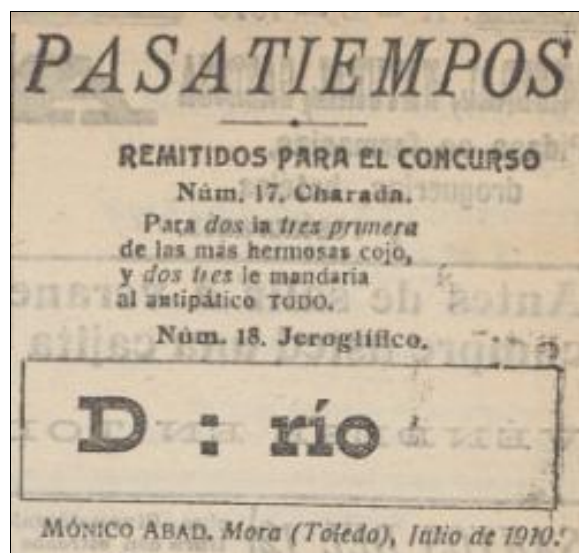 PASATIEMPOS
REMITIDOS PARA EL CONCURSO
Núm. 17. Charada.
Para dos la tres primera
de las más hermosas cojo,
y dos tres le mandaría
al antipático TODO.
Núm. 18. Jeroglífico.
D : río
MÓNICO ABAD. Mora (Toledo), Julio de 1910.